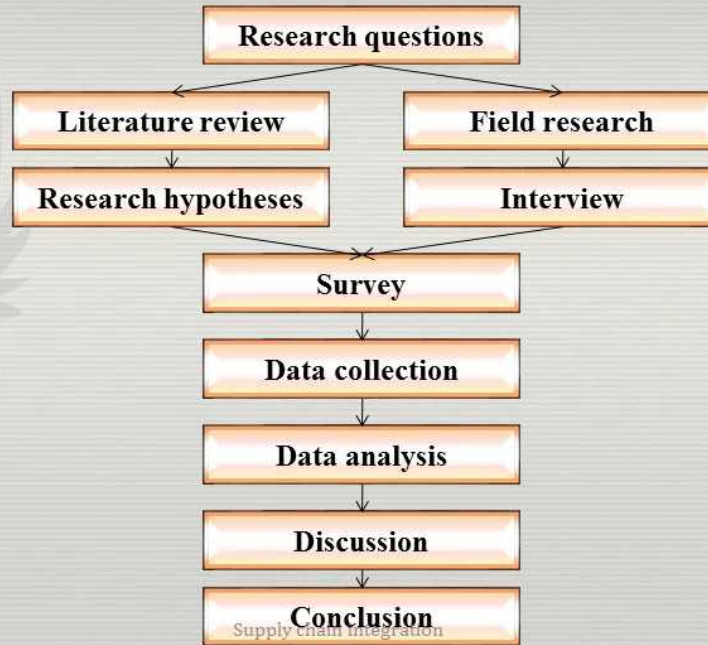 Research questions
Literature review
Field research
Research hypotheses
Interview
Survey
Data collection
Data analysis
Discussion
Conclusion
Supply chain integration